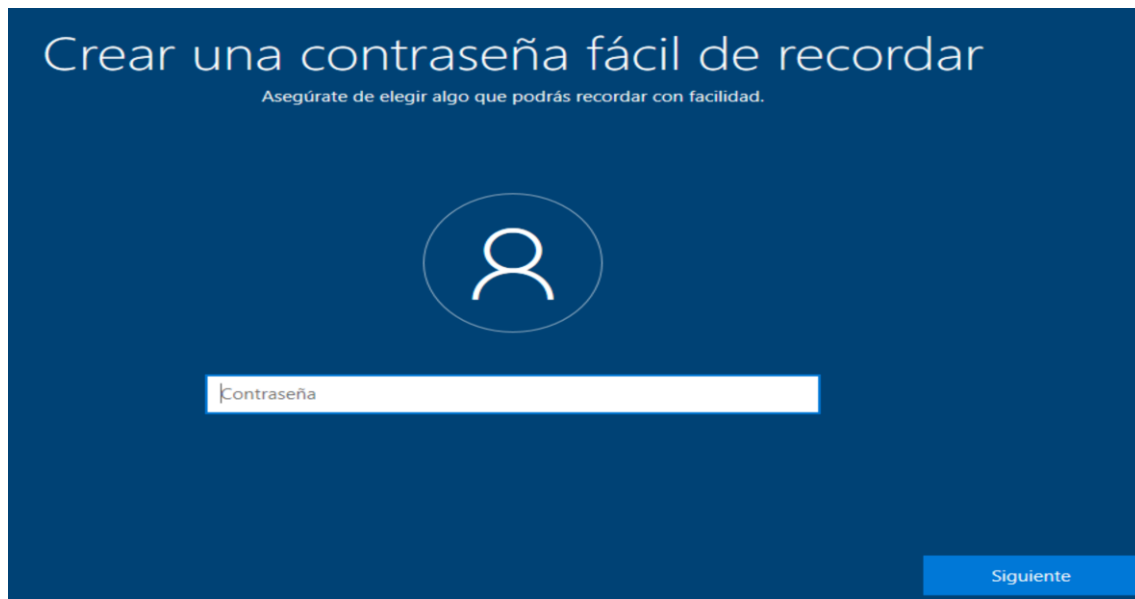 Crear una contraseña fácil de recordar
Asegúrate de elegir algo que podrás recordar con facilidad.
Contraseña
Siguiente